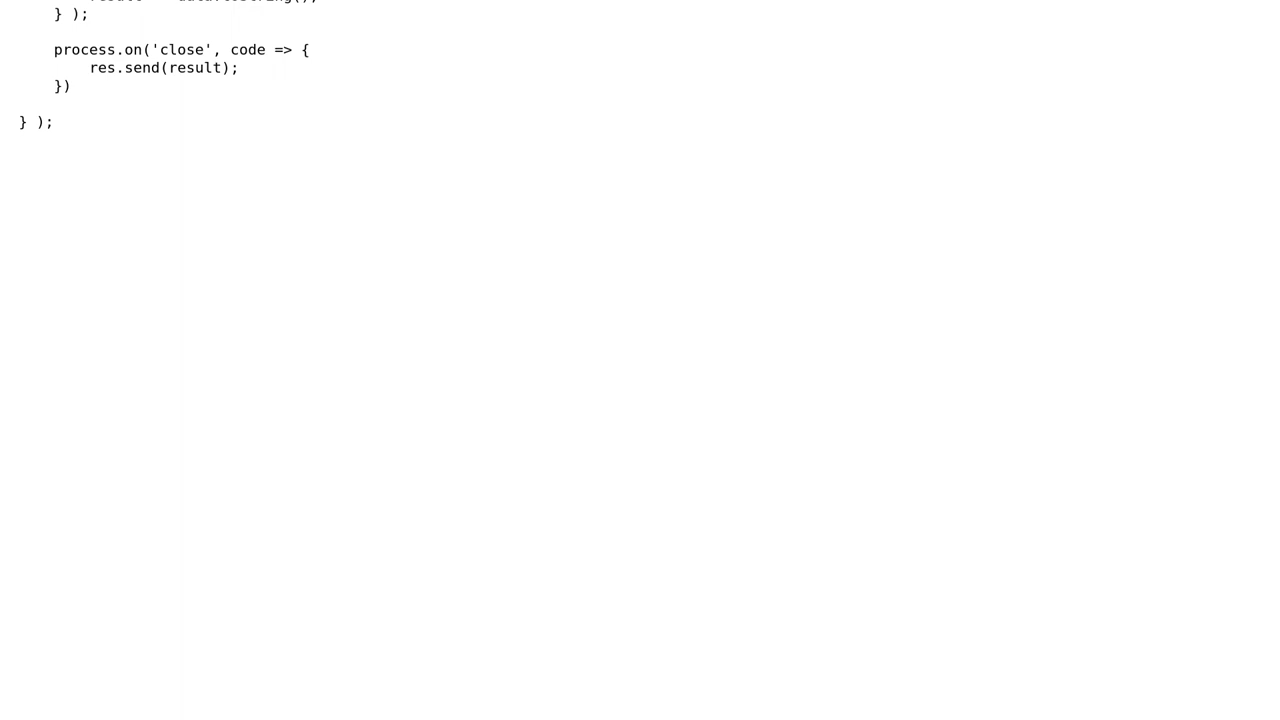 } );
process.on('close', code => {
res.send(result);
})
} );